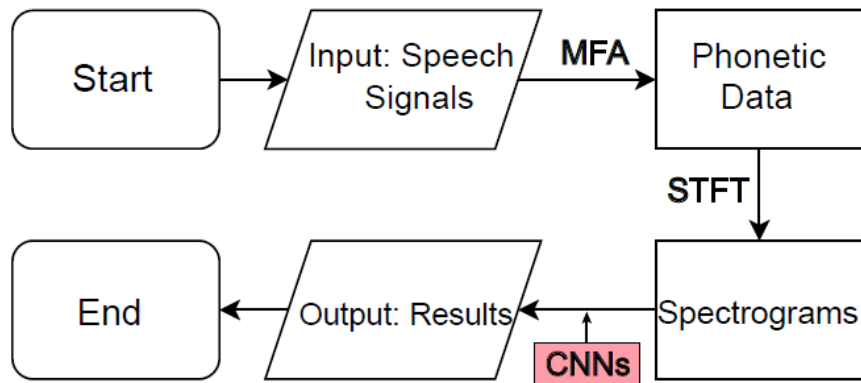 Start
Input: Speech
Signals
MFA
Phonetic
Data
STFT
Spectrograms
CNNs
Output: Results
End